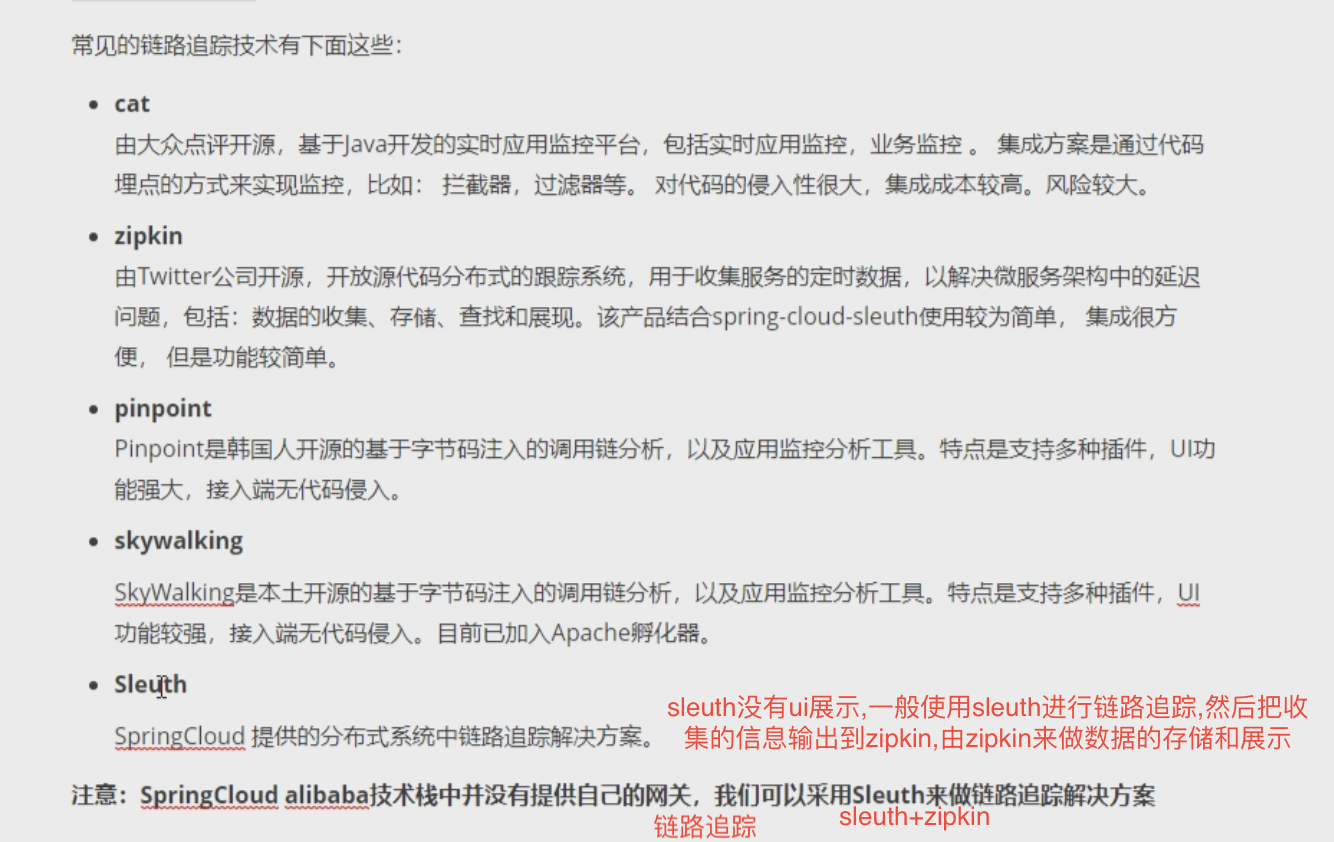 常见的链路追踪技术有下面这些：
cat
由大众点评开源，基于Java开发的实时应用监控平台，包括实时应用监控，业务监控 。 集成方案是通过代码
埋点的方式来实现监控，比如： 拦截器，过滤器等。 对代码的侵入性很大，集成成本较高。风险较大。
zipkin
由Twitter公司开源，开放源代码分布式的跟踪系统，用于收集服务的定时数据，以解决微服务架构中的延迟
问题，包括：数据的收集、存储、查找和展现。该产品结合spring-cloud-sleuth使用较为简单， 集成很方
便， 但是功能较简单。
pinpoint
Pinpoint是韩国人开源的基于字节码注入的调用链分析，以及应用监控分析工具。特点是支持多种插件，UI功
能强大，接入端无代码侵入。
skywalking
SkyWalking是本土开源的基于字节码注入的调用链分析，以及应用监控分析工具。特点是支持多种插件，UI
功能较强，接入端无代码侵入。目前已加入Apache孵化器。
Sleuth
SpringCloud 提供的分布式系统中链路追踪解决方案。
sleuth没有ui展示,一般使用sleuth进行链路追踪,然后把收
集的信息输出到zipkin,由zipkin来做数据的存储和展示
注意：SpringCloud alibaba技术栈中并没有提供自己的网关，我们可以采用Sleuth来做链路追踪解决方案
链路追踪
sleuth+zipkin